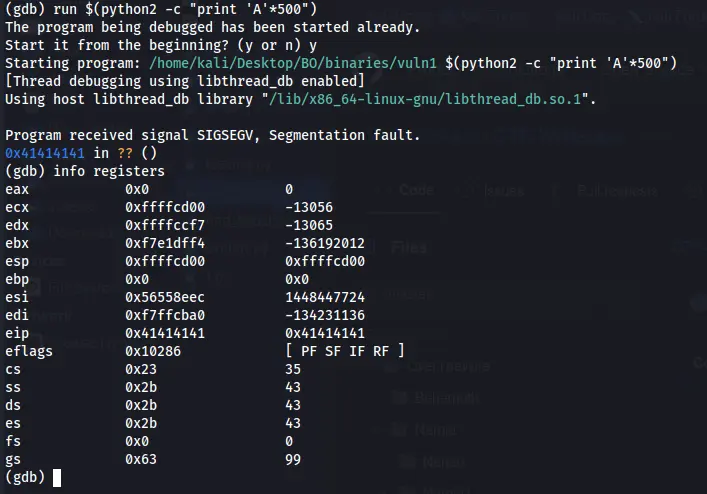 (gdb) run $(python2 -c "print 'A'*500")
The program being debugged has been started already.
Start it from the beginning? (y or n) y
Starting program: /home/kali/Desktop/BO/binaries/vuln1 $(python2 -c "print 'A'*500")
[Thread debugging using libthread_db enabled]
Using host libthread_db library "/lib/x86_64-linux-gnu/libthread_db.so.1".

Program received signal SIGSEGV, Segmentation fault.
0x41414141 in ?? ()
(gdb) info registers
eax            0x0                 0
ecx            0xffffcd00          -13056
edx            0xffffccf7          -13065
ebx            0xf7e1dff4          -136192012
esp            0xffffcd00          0xffffcd00
ebp            0x0                 0x0
esi            0x56558eec          1448447724
edi            0xf7ffcba0          -134231136
eip            0x41414141          0x41414141
eflags         0x10286             [ PF SF IF RF ]
cs             0x23                35
ss             0x2b                43
ds             0x2b                43
es             0x2b                43
fs             0x0                 0
gs             0x63                99
(gdb)
Code
Issues
Files